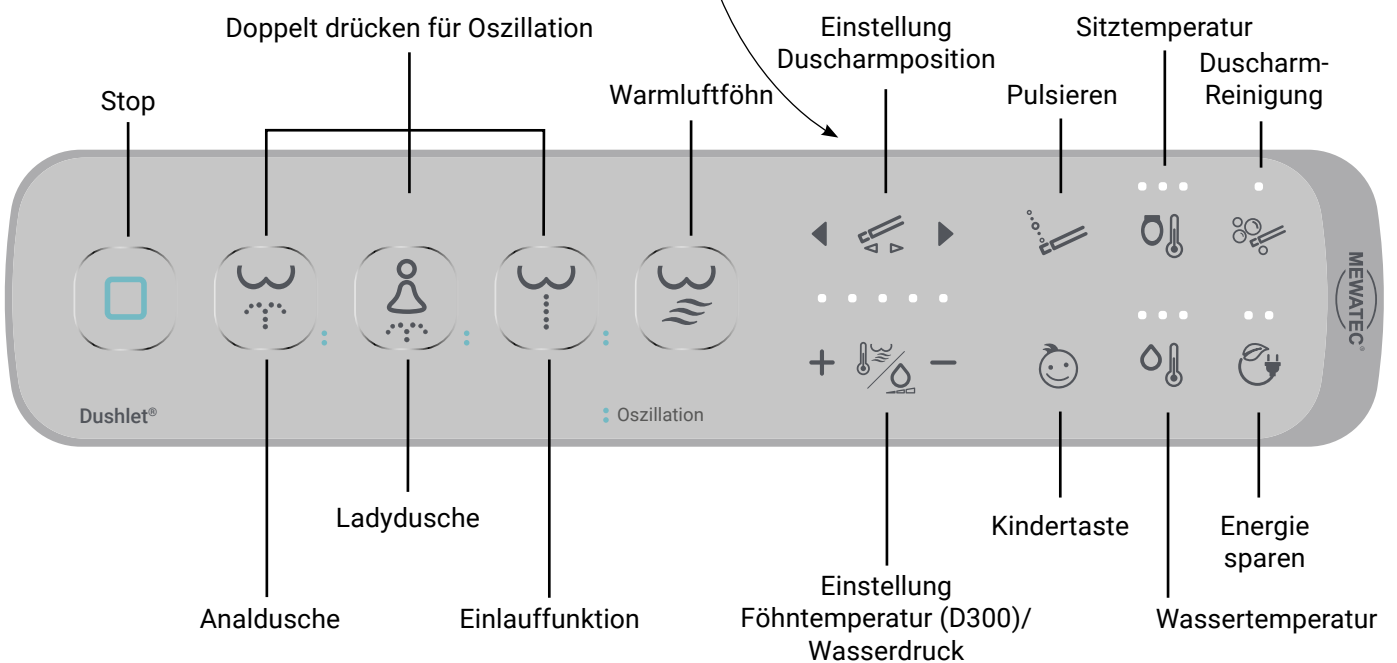 Doppelt drücken für Oszillation
Einstellung
Duscharmposition
Sitztemperatur
Stop
Warmluftföhn
Pulsieren
Duscharm-
Reinigung
MEWATEC®
Dushlet®
: Oszillation
Ladydusche
Kindertaste
Energie
sparen
Analdusche
Einlauffunktion
Einstellung
Föhntemperatur (D300)/
Wasserdruck
Wassertemperatur